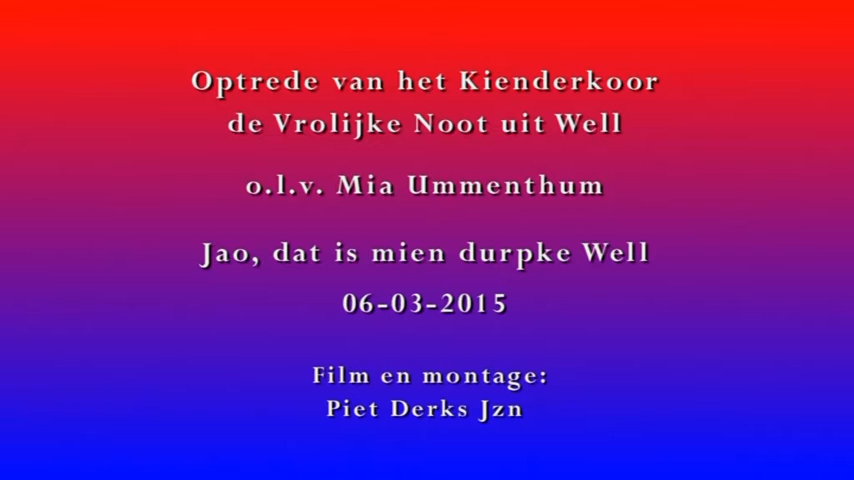 Optrede van het Kienderkoor
de Vrolijke Noot uit Well
o.l.v. Mia Ummenthum
Jao, dat is mien durpke Well
06-03-2015
Film en montage:
Piet Derks Jzn